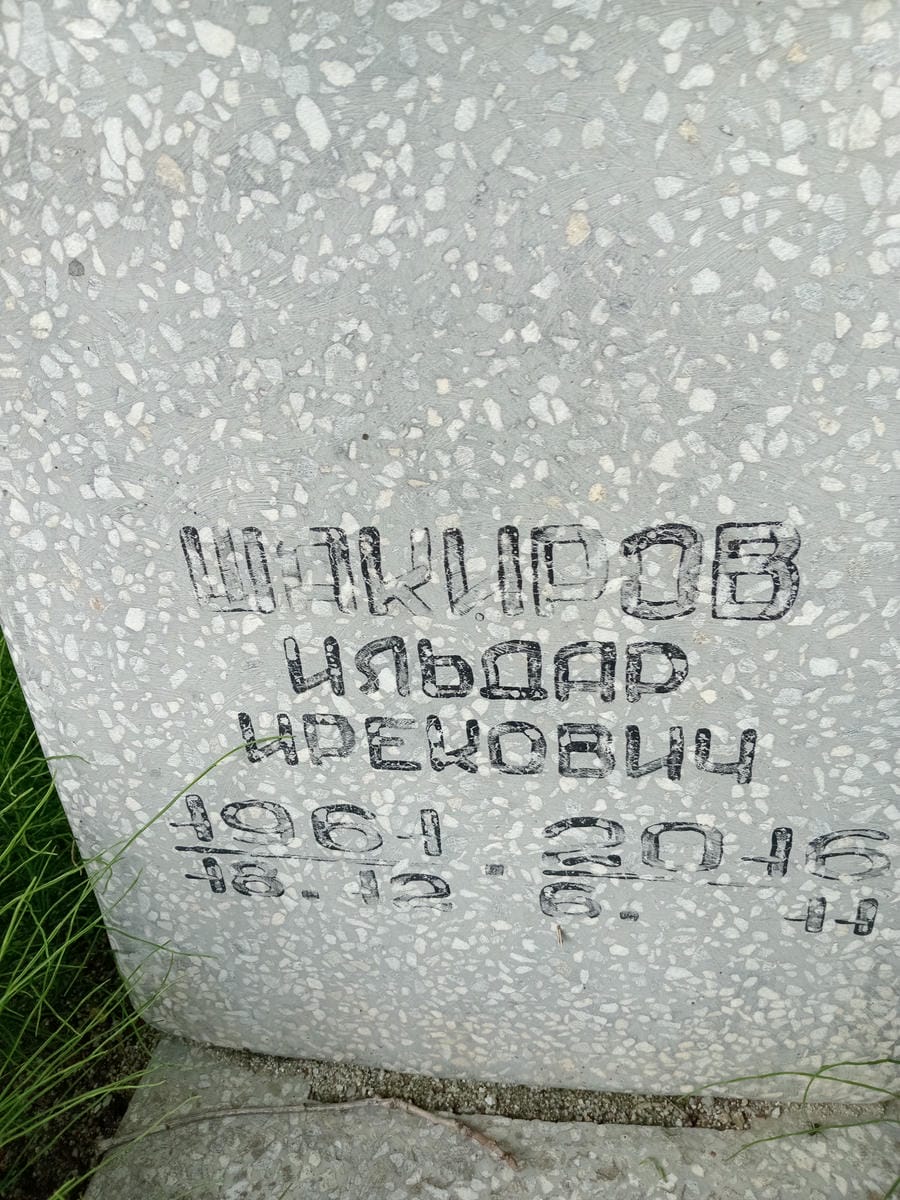 ШАКИРОВ
ИЛЬДАР
ИРЕКОВИЧ
1961 - 2016
18. 12 6. 11